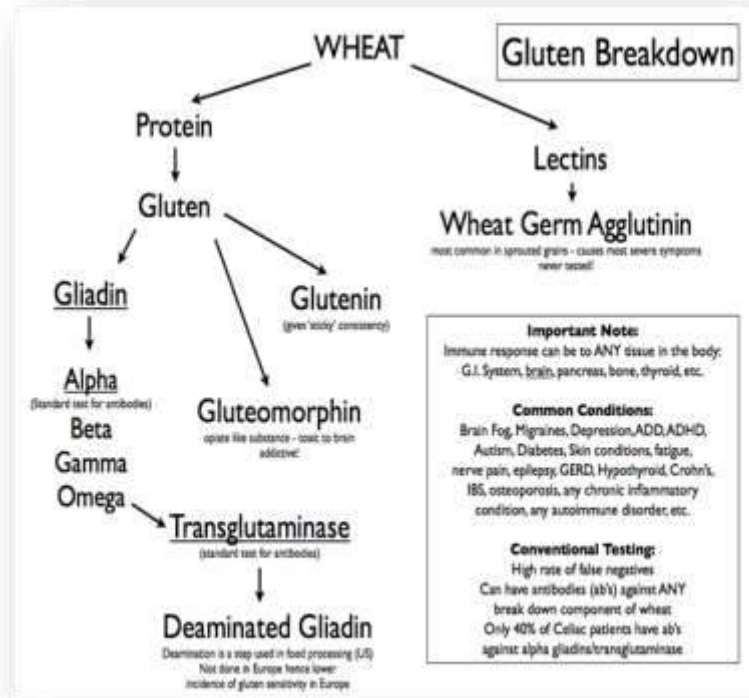 WHEAT
Gluten Breakdown
Protein
Lectins
Gluten
Wheat Germ Agglutinin
most common in sprouted grains - causes most severe symptoms
never tested!
Gliadin
Glutenin
(gives 'sticky' consistency)
Alpha
(Standard test for antibodies)
Beta
Gamma
Omega
Gluteomorphin
opiate like substance - toxic to brain
addictive!
Transglutaminase
(standard test for antibodies)
Deaminated Gliadin
Deamination is a step used in food processing (US)
Not done in Europe hence lower
incidence of gluten sensitivity in Europe
Important Note:
Immune response can be to ANY tissue in the body:
G.I. System, brain, pancreas, bone, thyroid, etc.
Common Conditions:
Brain Fog, Migraines, Depression, ADD, ADHD,
Autism, Diabetes, Skin conditions, fatigue,
nerve pain, epilepsy, GERD, Hypothyroid, Crohn's,
IBS, osteoporosis, any chronic inflammatory
condition, any autoimmune disorder, etc.
Conventional Testing:
High rate of false negatives
Can have antibodies (ab's) against ANY
break down component of wheat
Only 40% of Celiac patients have ab's
against alpha gliadins/transglutaminase